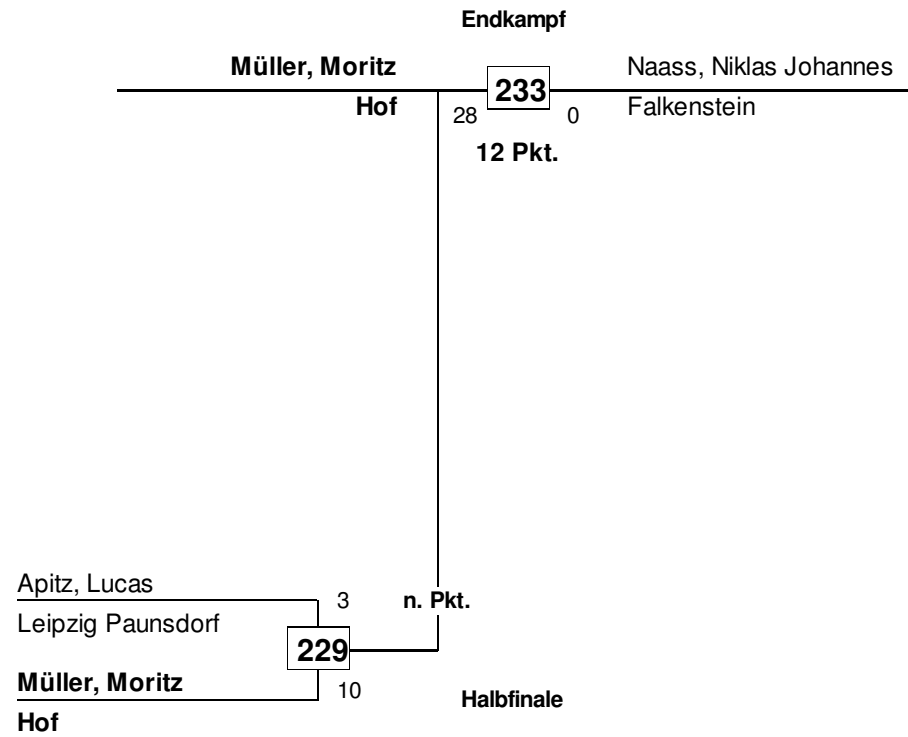 Endkampf
Müller, Moritz
Hof
28
233
0
12 Pkt.
Naass, Niklas Johannes
Falkenstein
Apitz, Lucas
Leipzig Paunsdorf
3
n. Pkt.
229
Müller, Moritz
Hof
10
Halbfinale